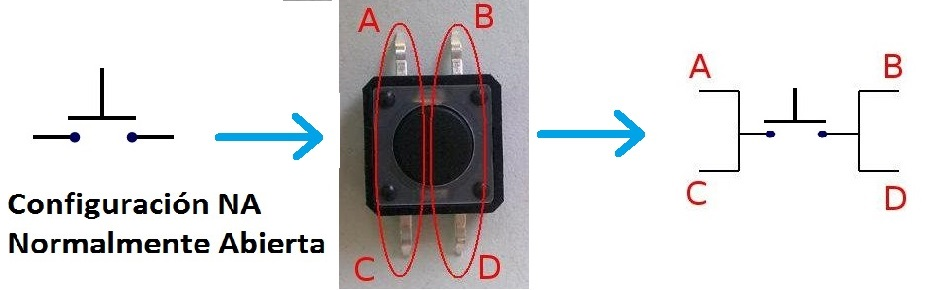 Configuración NA
Normalmente Abierta
A
B
C
D
A
B
C
D